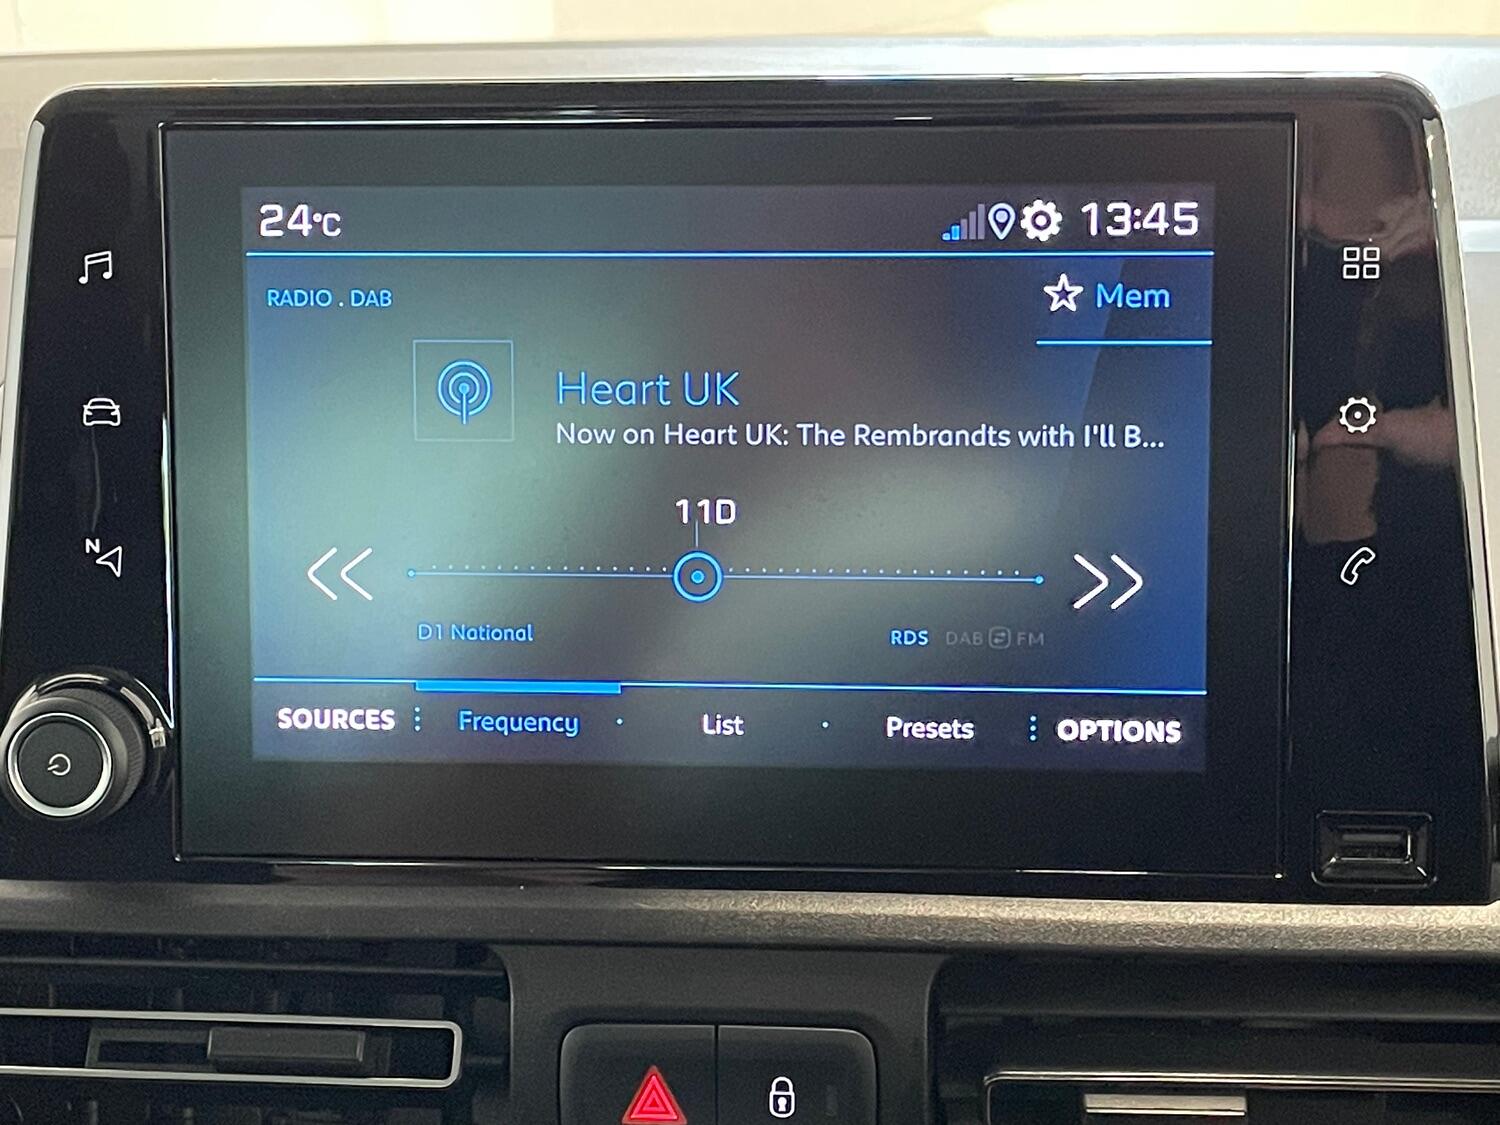 24°C 13:45
RADIO . DAB Mem
Heart UK
Now on Heart UK: The Rembrandts with I'll B...
11D
D1 National RDS DAB FM
SOURCES Frequency List Presets OPTIONS
N